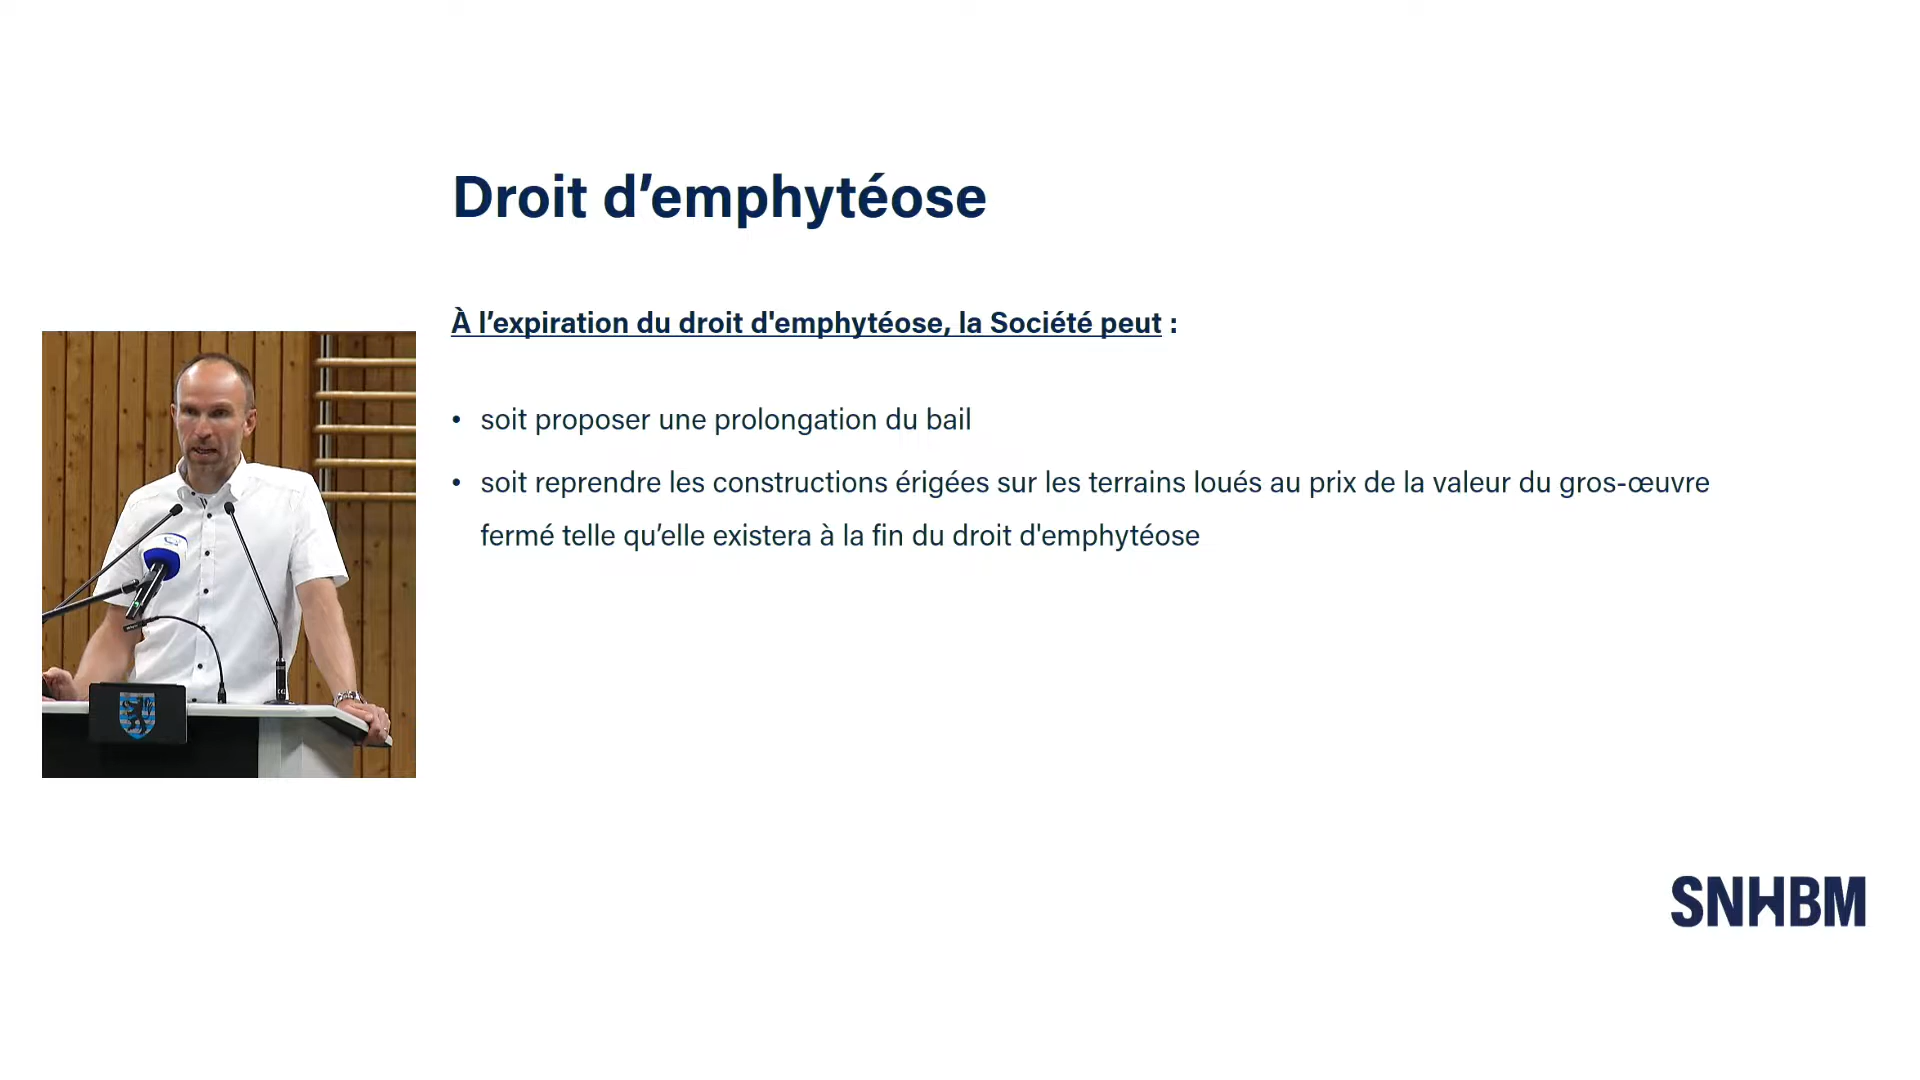 Droit d’emphytéose
À l’expiration du droit d'emphytéose, la Société peut :
• soit proposer une prolongation du bail
• soit reprendre les constructions érigées sur les terrains loués au prix de la valeur du gros-œuvre
fermé telle qu’elle existera à la fin du droit d'emphytéose
SNHBM